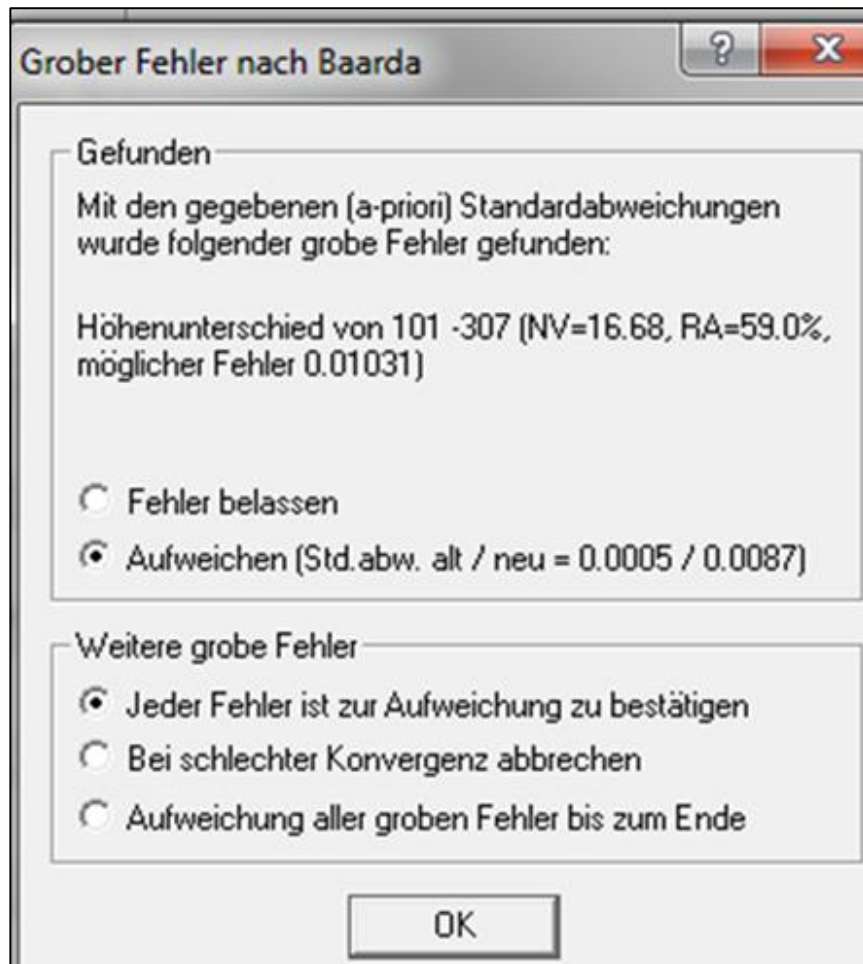 Grober Fehler nach Baarda
?
x
Gefunden
Mit den gegebenen (a-priori) Standardabweichungen
wurde folgender grobe Fehler gefunden:
Höhenunterschied von 101 -307 (NV=16.68, RA=59.0%,
möglicher Fehler 0.01031)
Fehler belassen
Aufweichen (Std.abw. alt / neu = 0.0005 / 0.0087)
Weitere grobe Fehler
Jeder Fehler ist zur Aufweichung zu bestätigen
Bei schlechter Konvergenz abbrechen
Aufweichung aller groben Fehler bis zum Ende
OK